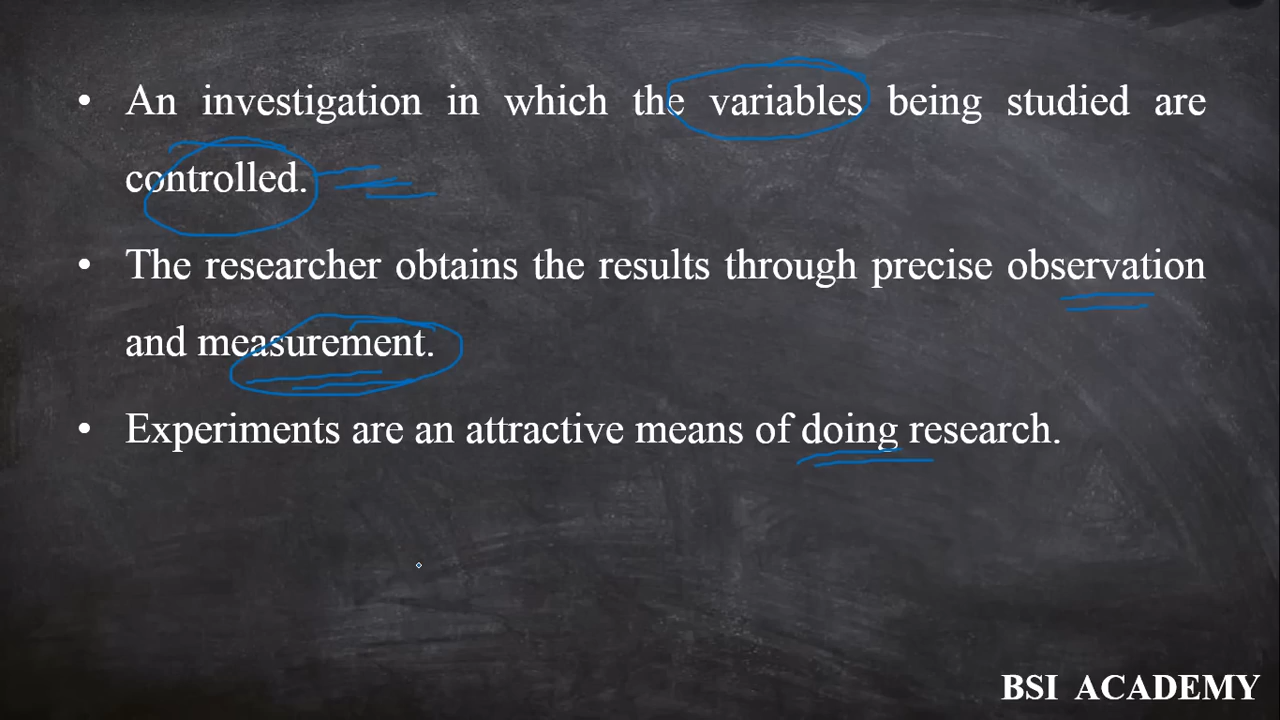 • An investigation in which the variables being studied are
controlled.
• The researcher obtains the results through precise observation
and measurement.
• Experiments are an attractive means of doing research.
BSI ACADEMY